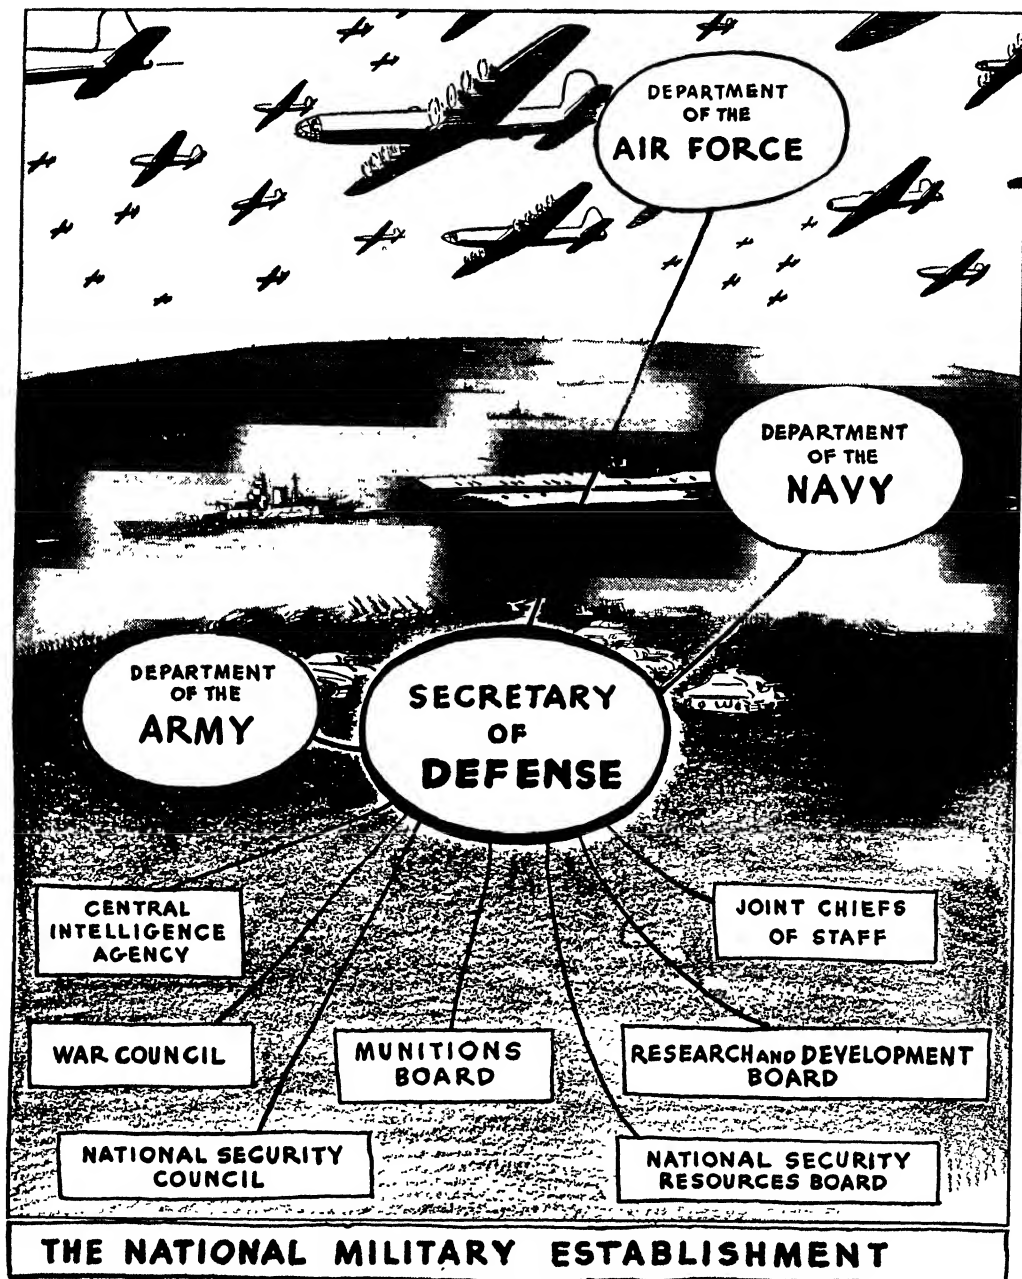 DEPARTMENT
OF THE
AIR FORCE
DEPARTMENT
OF THE
NAVY
DEPARTMENT
OF THE
ARMY
SECRETARY
OF
DEFENSE
CENTRAL
INTELLIGENCE
AGENCY
JOINT CHIEFS
OF STAFF
WAR COUNCIL
MUNITIONS
BOARD
RESEARCH AND DEVELOPMENT
BOARD
NATIONAL SECURITY
COUNCIL
NATIONAL SECURITY
RESOURCES BOARD
THE NATIONAL MILITARY ESTABLISHMENT